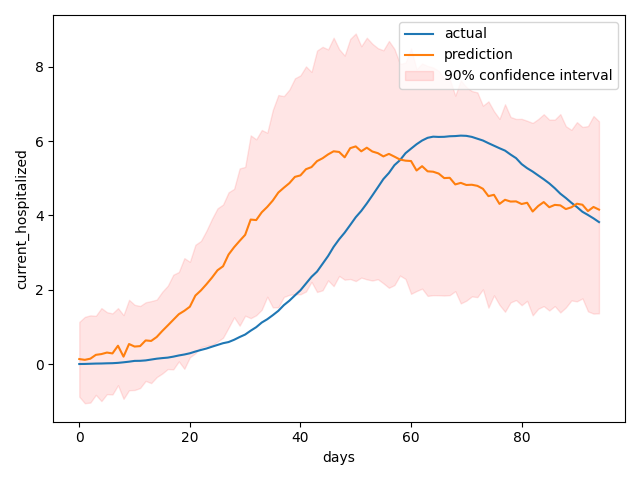 actual
prediction
90% confidence interval
8
6
4
2
0
current_hospitalized
0 20 40 60 80
days